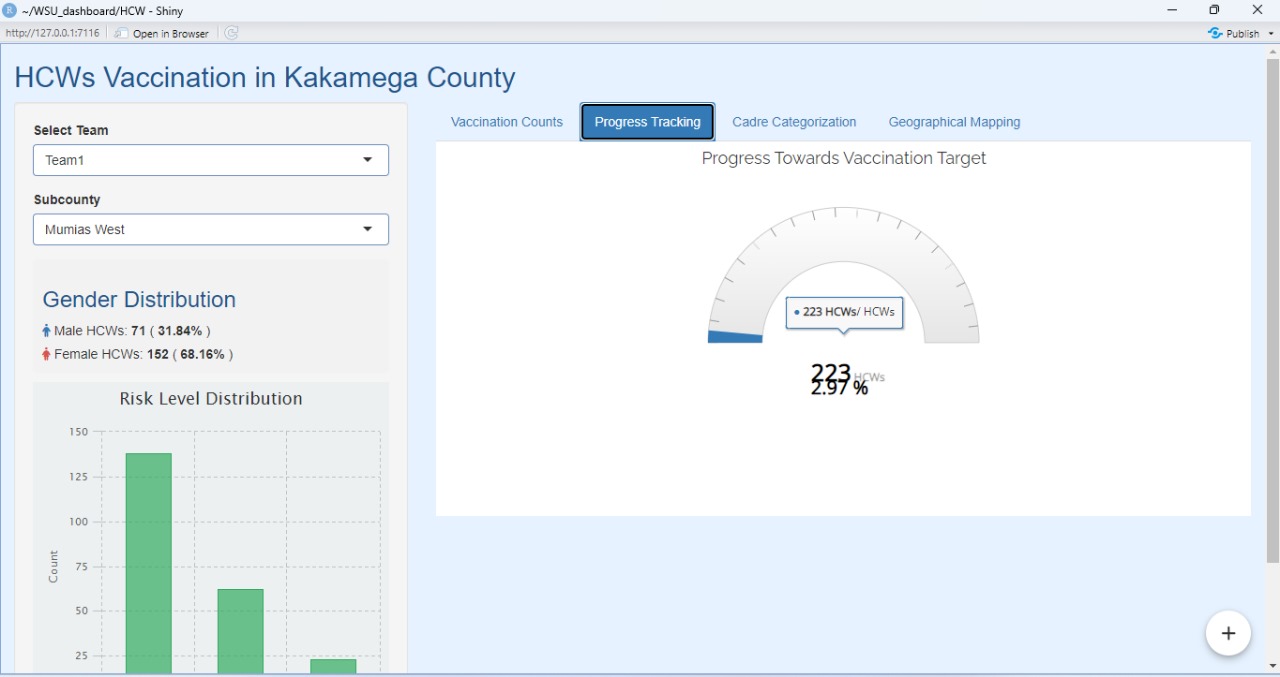 ~/WSU_dashboard/HCW - Shiny
http://127.0.0.1:7116 Open in Browser Publish
HCWs Vaccination in Kakamega County
Select Team
Team1
Subcounty
Mumias West
Gender Distribution
Male HCWs: 71 ( 31.84% )
Female HCWs: 152 ( 68.16% )
Risk Level Distribution
150
125
100
75
50
25
Count
Vaccination Counts Progress Tracking Cadre Categorization Geographical Mapping
Progress Towards Vaccination Target
223 HCWs/ HCWs
223 HCWs
2.97 %
+